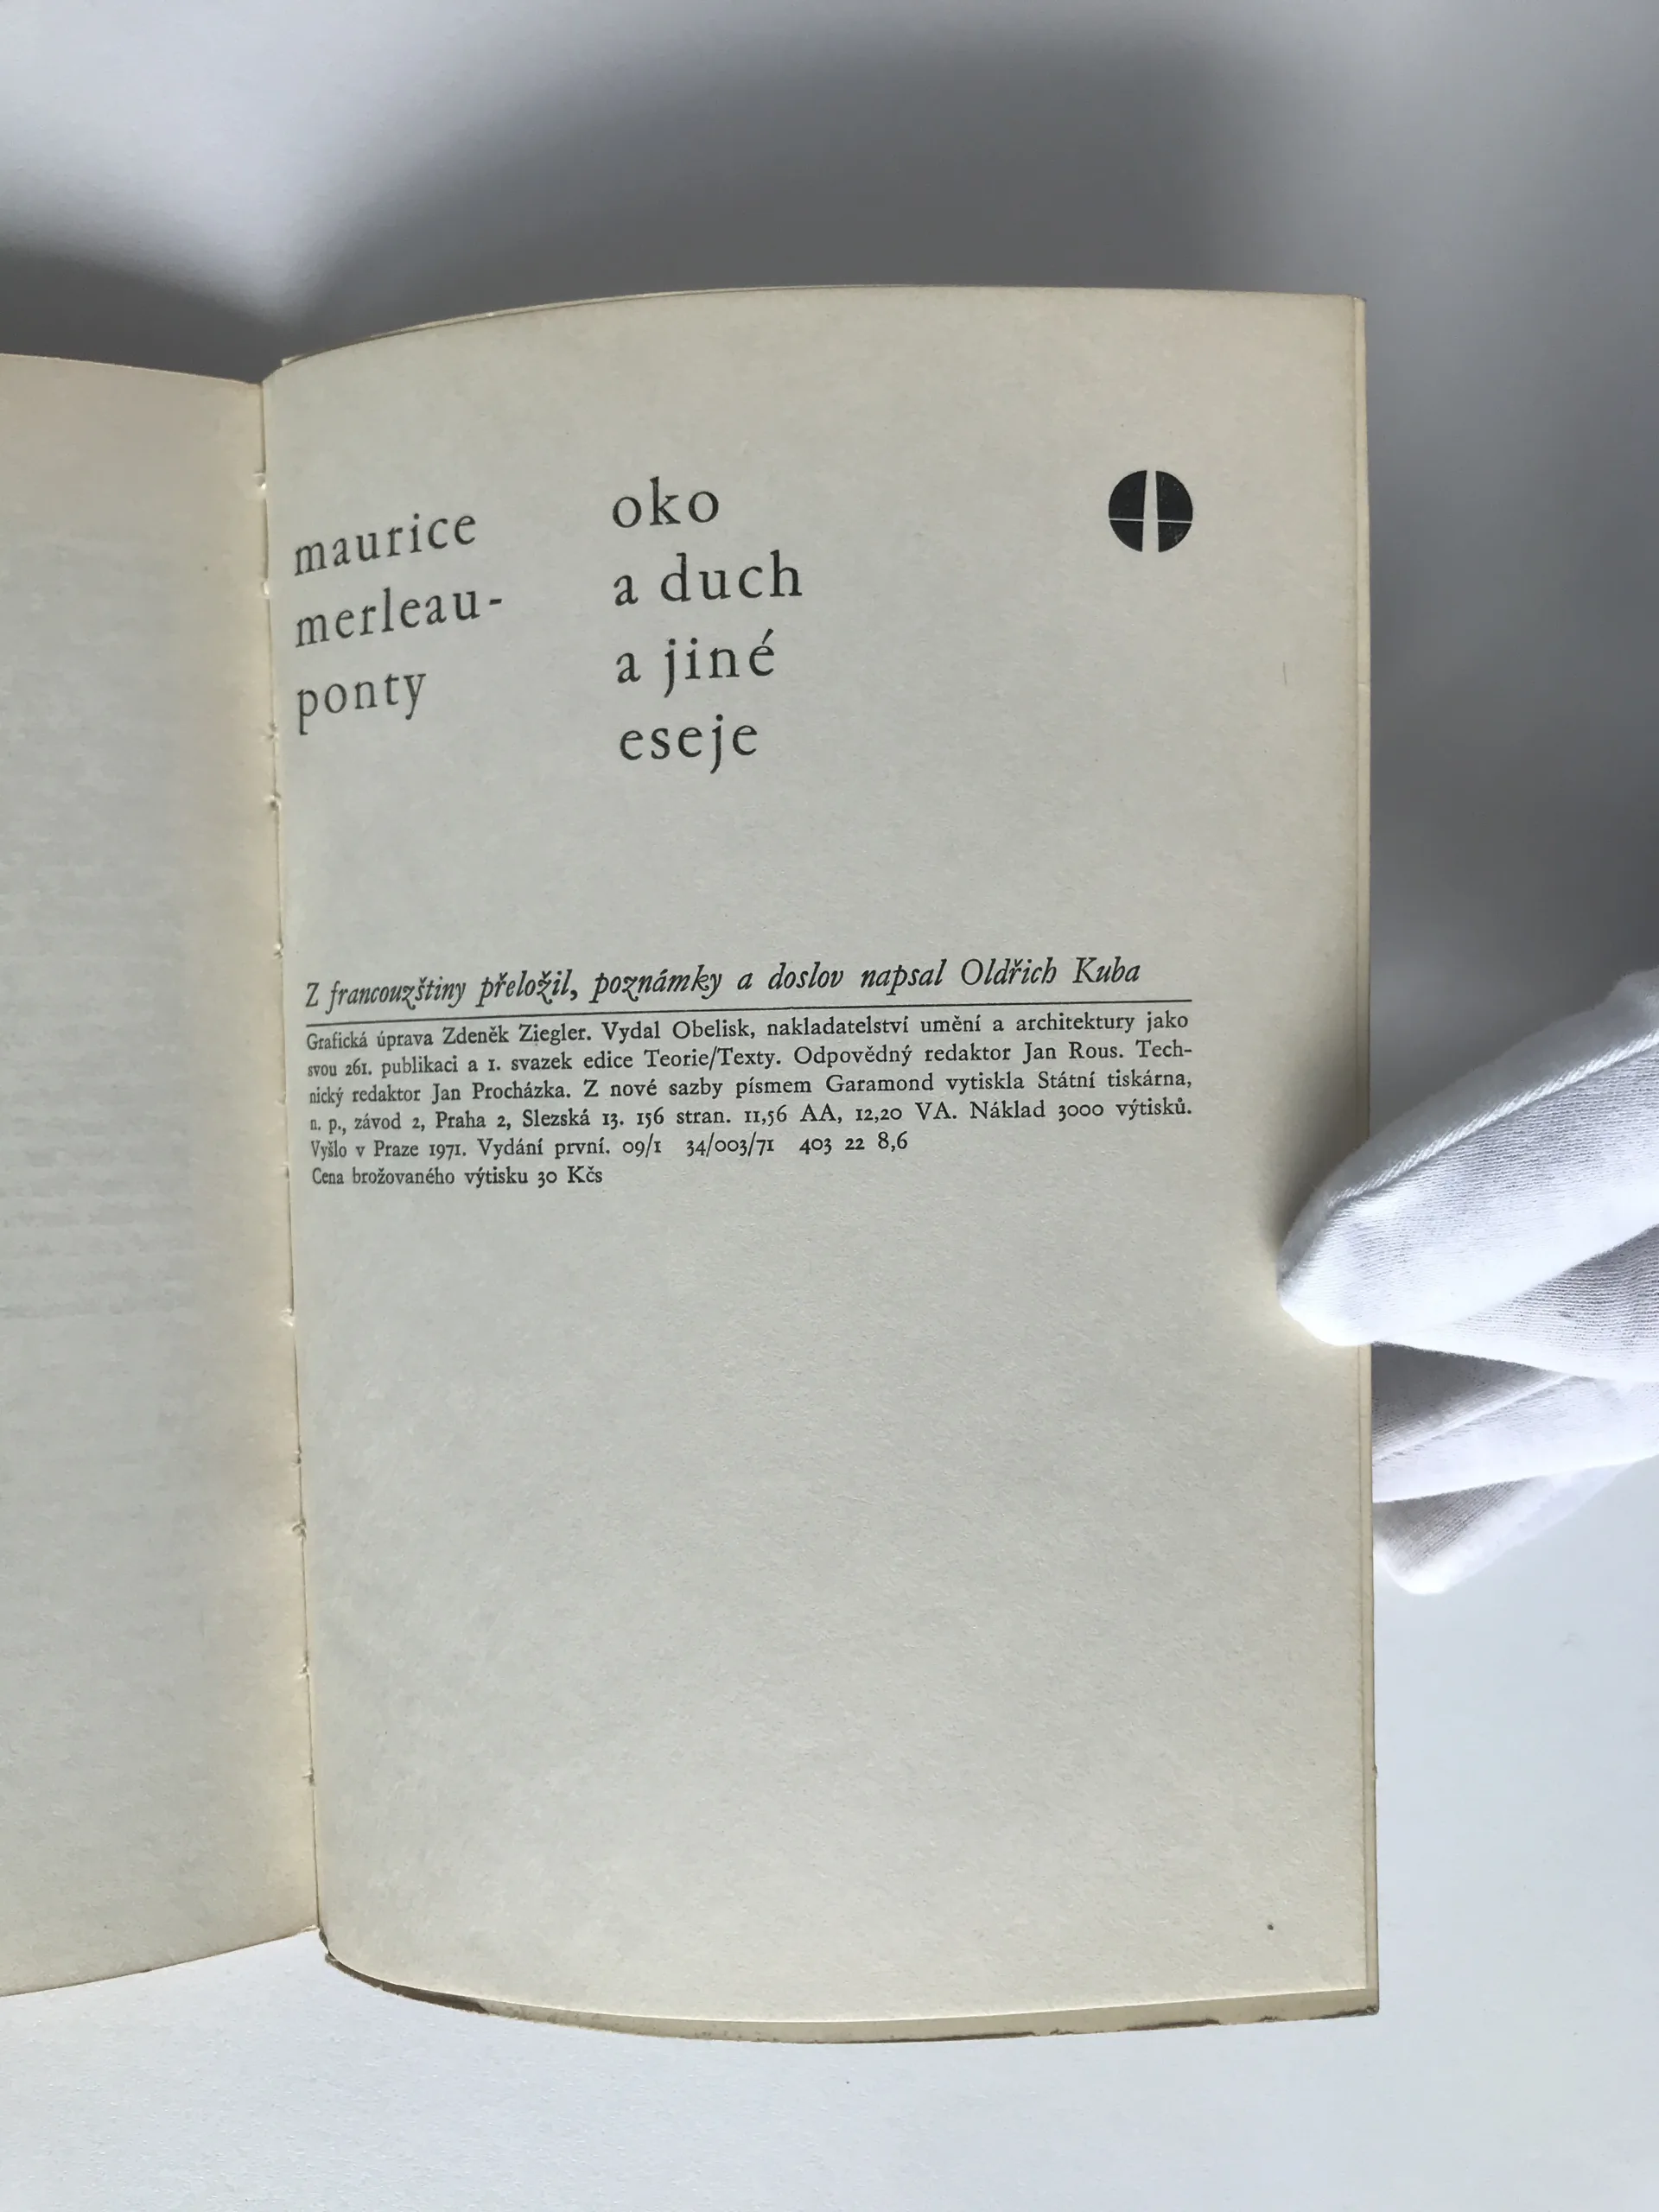 maurice
merleau-
ponty
oko
a duch
a jiné
eseje
Z francouzštiny přeložil, poznámky a doslov napsal Oldřich Kuba
Grafická úprava Zdeněk Ziegler. Vydal Obelisk, nakladatelství umění a architektury jako
svou 261. publikaci a 1. svazek edice Teorie/Texty. Odpovědný redaktor Jan Rous. Tech-
nický redaktor Jan Procházka. Z nové sazby písmem Garamond vytiskla Státní tiskárna,
n. p., závod 2, Praha 2, Slezská 13. 156 stran. 11,56 AA, 12,20 VA. Náklad 3000 výtisků.
Vyšlo v Praze 1971. Vydání první. 09/1 34/003/71 403 22 8,6
Cena brožovaného výtisku 30 Kčs